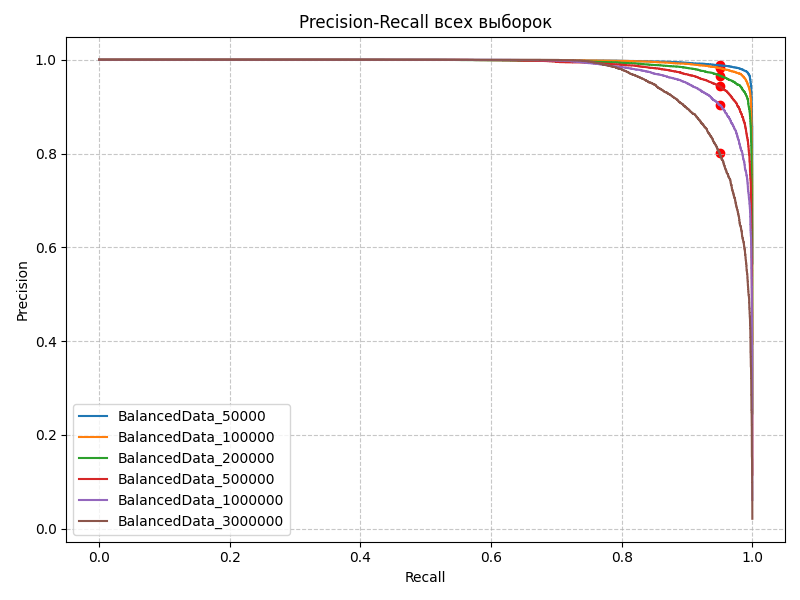 Precision-Recall всех выборок
1.0
0.8
0.6
0.4
0.2
0.0
Precision
BalancedData_50000
BalancedData_100000
BalancedData_200000
BalancedData_500000
BalancedData_1000000
BalancedData_3000000
0.0 0.2 0.4 0.6 0.8 1.0
Recall